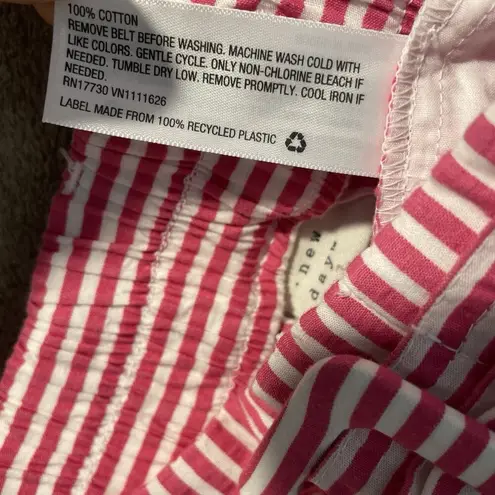 100% COTTON
REMOVE BELT BEFORE WASHING. MACHINE WASH COLD WITH
LIKE COLORS. GENTLE CYCLE. ONLY NON-CHLORINE BLEACH IF
NEEDED. TUMBLE DRY LOW. REMOVE PROMPTLY. COOL IRON IF
NEEDED.
RN17730 VN1111626
LABEL MADE FROM 100% RECYCLED PLASTIC
new
day™